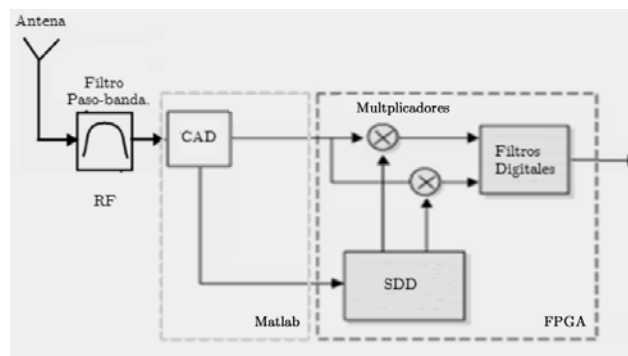 Antena
Filtro
Paso-banda.
RF
CAD
Matlab
Multplicadores
Filtros
Digitales
SDD
FPGA